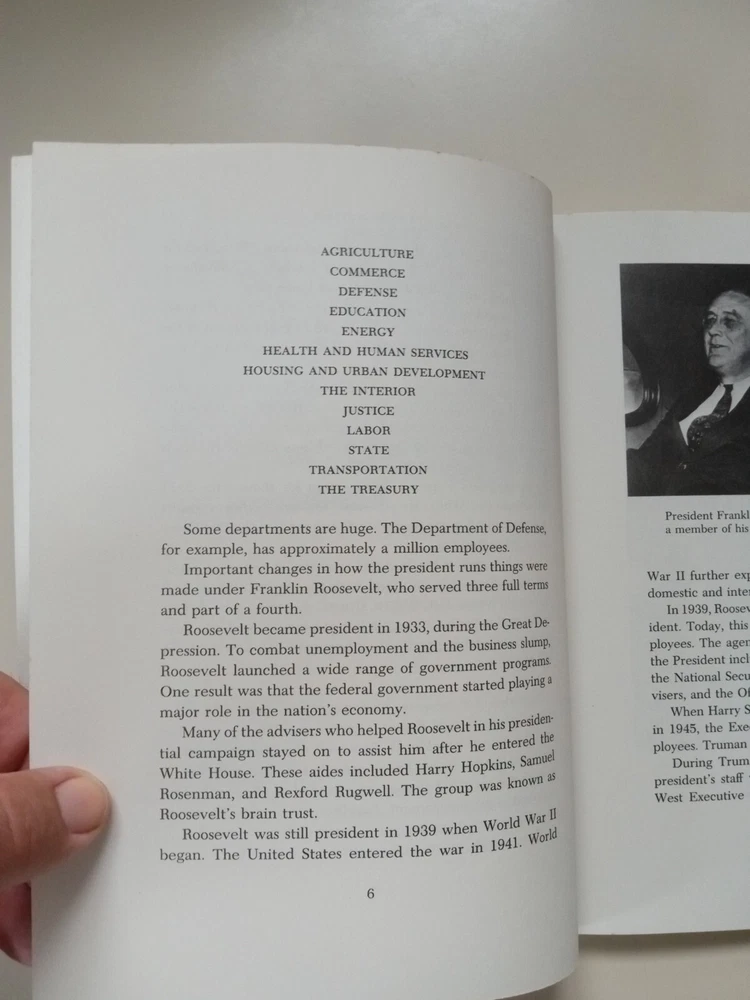 AGRICULTURE
COMMERCE
DEFENSE
EDUCATION
ENERGY
HEALTH AND HUMAN SERVICES
HOUSING AND URBAN DEVELOPMENT
THE INTERIOR
JUSTICE
LABOR
STATE
TRANSPORTATION
THE TREASURY
Some departments are huge. The Department of Defense,
for example, has approximately a million employees.
Important changes in how the president runs things were
made under Franklin Roosevelt, who served three full terms
and part of a fourth.
Roosevelt became president in 1933, during the Great De-
pression. To combat unemployment and the business slump,
Roosevelt launched a wide range of government programs.
One result was that the federal government started playing a
major role in the nation's economy.
Many of the advisers who helped Roosevelt in his presiden-
tial campaign stayed on to assist him after he entered the
White House. These aides included Harry Hopkins, Samuel
Rosenman, and Rexford Rugwell. The group was known as
Roosevelt's brain trust.
Roosevelt was still president in 1939 when World War II
began. The United States entered the war in 1941. World
6
President Frankl
a member of his
War II further exp
domestic and inter
In 1939, Roosev
ident. Today, this
ployees. The agen
the President incl
the National Secu
visers, and the Of
When Harry S
in 1945, the Exe
ployees. Truman
During Trum
president's staff
West Executive